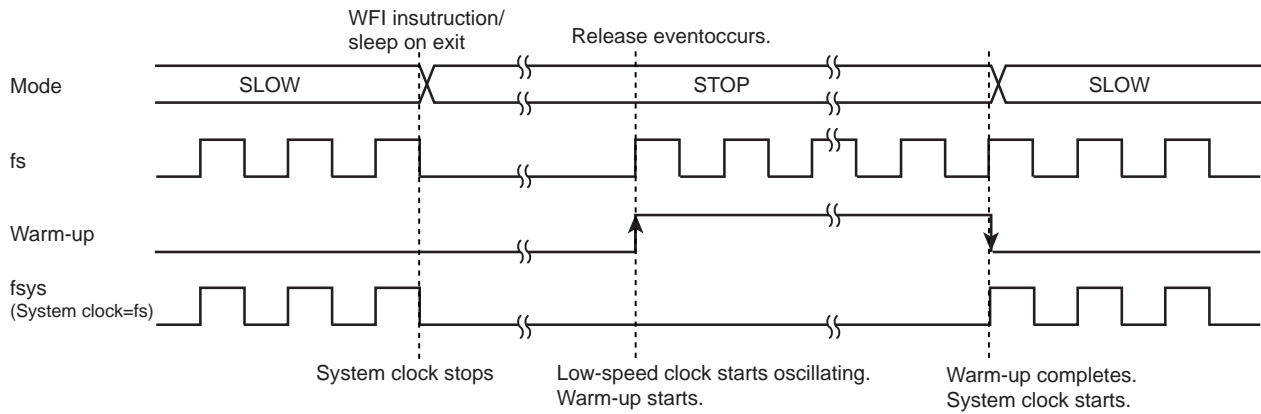 WFI insutruction/
sleep on exit
Release eventoccurs.
Mode
SLOW
STOP
SLOW
fs
Warm-up
fsys
(System clock=fs)
System clock stops
Low-speed clock starts oscillating.
Warm-up starts.
Warm-up completes.
System clock starts.